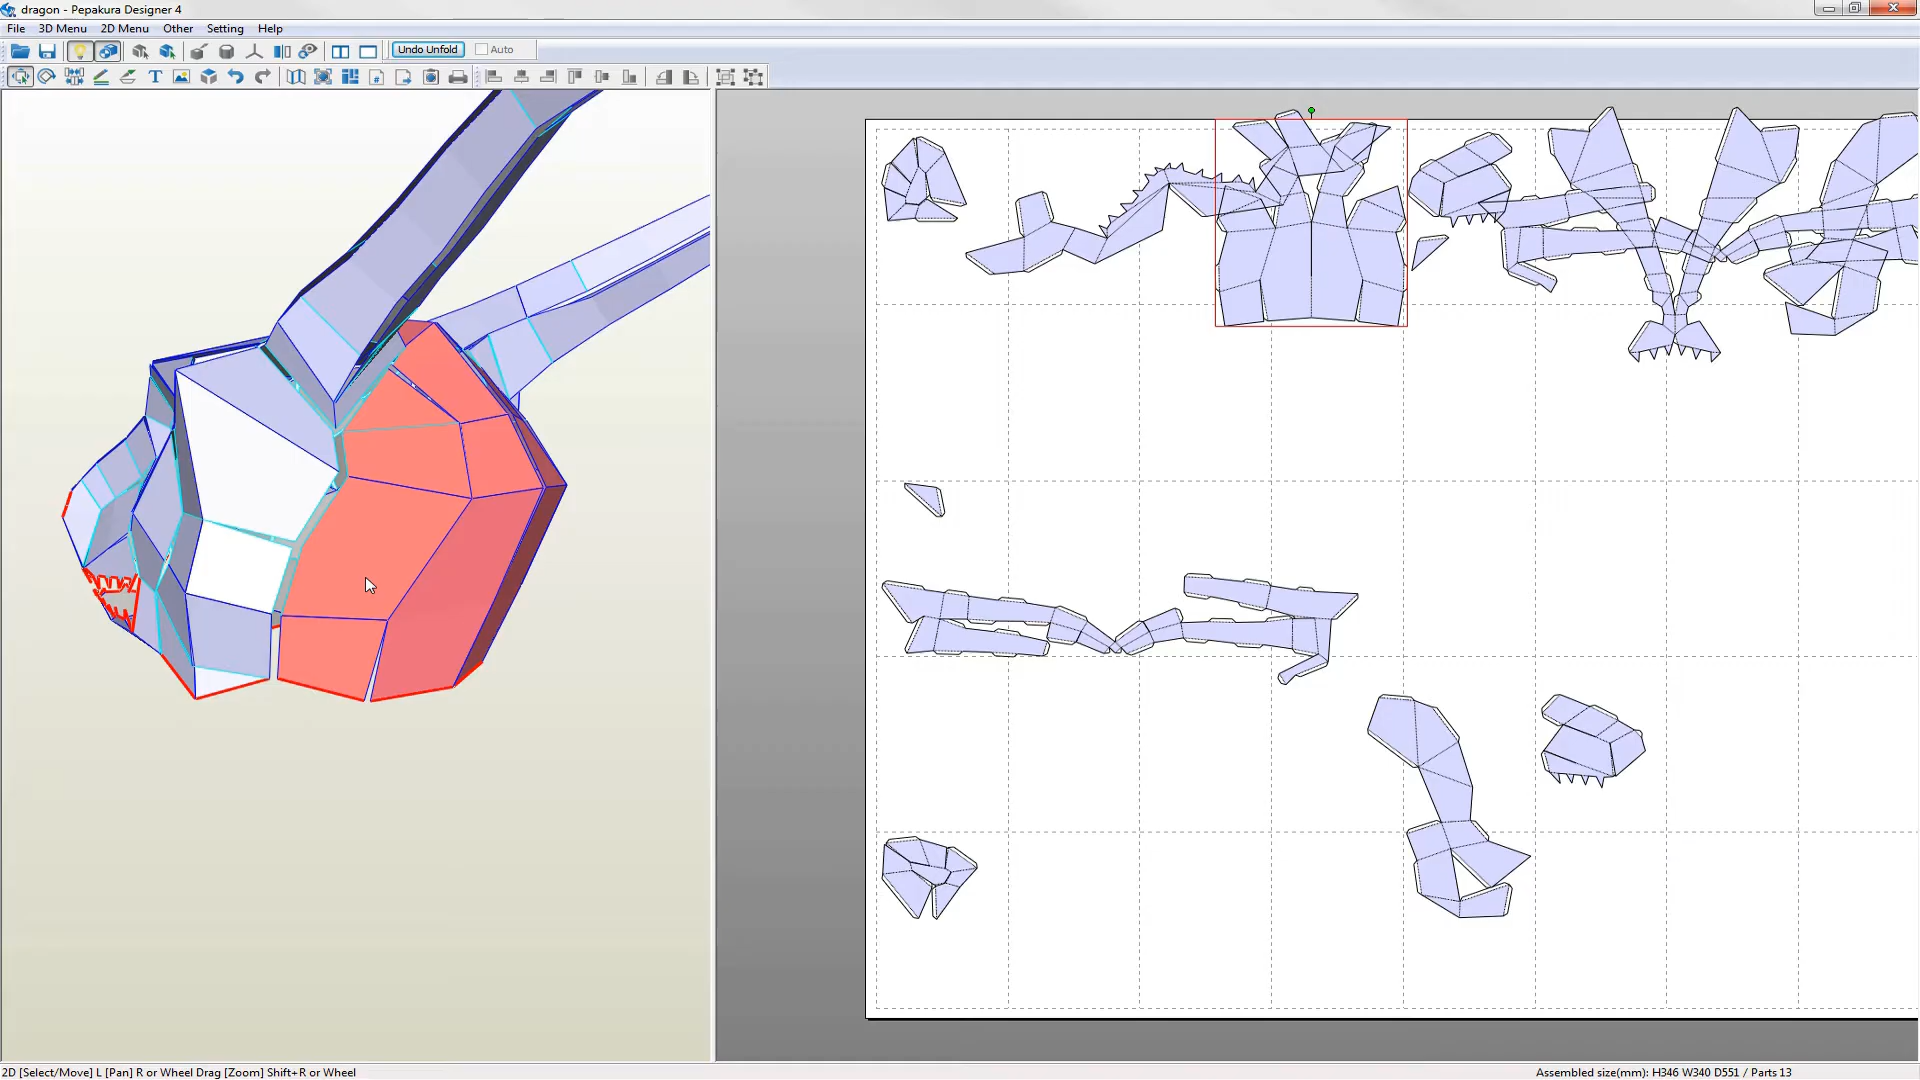 dragon - Pepakura Designer 4
File 3D Menu 2D Menu Other Setting Help
Undo Unfold Auto
2D [Select/Move] L [Pan] R or Wheel Drag [Zoom] Shift+R or Wheel
Assembled size(mm): H346 W340 D551 / Parts 13